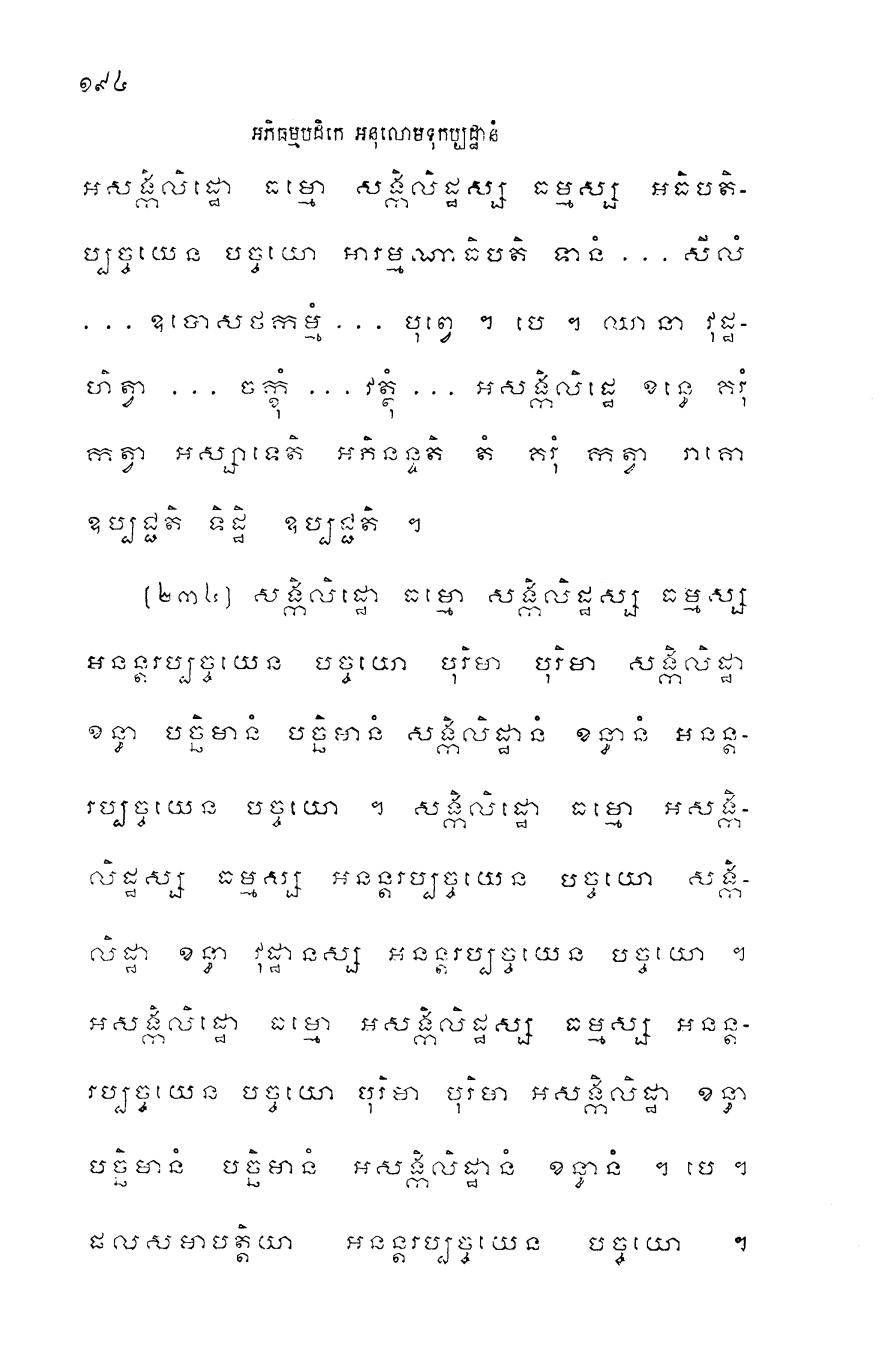 ១៩៤
អភិធម្មបដិកេ អនុលោមទុកប្បដ្ឋានំ
អសង្កិលិដ្ឋោ ធម្មោ សង្កិលិដ្ឋស្ស ធម្មស្ស អធិបតិ-
ប្បច្ចយេន បច្ចយោ អារម្មណាធិបតិ ទានំ ... សីលំ
... ឧបោសថកម្មំ ... បុព្វេ ។ បេ ។ ឈានា វុដ្ឋ-
ហិត្វា ... ចក្ខុំ ... វត្ថុំ ... អសង្កិលិដ្ឋេ ខន្ធេ គរុំ
កត្វា អស្សាទេតិ អភិនន្ទតិ តំ គរុំ កត្វា រាគោ
ឧប្បជ្ជតិ ទិដ្ឋិ ឧប្បជ្ជតិ ។
[២៣៤] សង្កិលិដ្ឋោ ធម្មោ សង្កិលិដ្ឋស្ស ធម្មស្ស
អនន្តរប្បច្ចយេន បច្ចយោ បុរិមា បុរិមា សង្កិលិដ្ឋា
ខន្ធា បច្ឆិមានំ បច្ឆិមានំ សង្កិលិដ្ឋានំ ខន្ធានំ អនន្ត-
រប្បច្ចយេន បច្ចយោ ។ សង្កិលិដ្ឋោ ធម្មោ អសង្កិ-
លិដ្ឋស្ស ធម្មស្ស អនន្តរប្បច្ចយេន បច្ចយោ សង្កិ-
លិដ្ឋា ខន្ធា វុដ្ឋានស្ស អនន្តរប្បច្ចយេន បច្ចយោ ។
អសង្កិលិដ្ឋោ ធម្មោ អសង្កិលិដ្ឋស្ស ធម្មស្ស អនន្ត-
រប្បច្ចយេន បច្ចយោ បុរិមា បុរិមា អសង្កិលិដ្ឋា ខន្ធា
បច្ឆិមានំ បច្ឆិមានំ អសង្កិលិដ្ឋានំ ខន្ធានំ ។ បេ ។
ផលសមាបត្តិយា អនន្តរប្បច្ចយេន បច្ចយោ ។